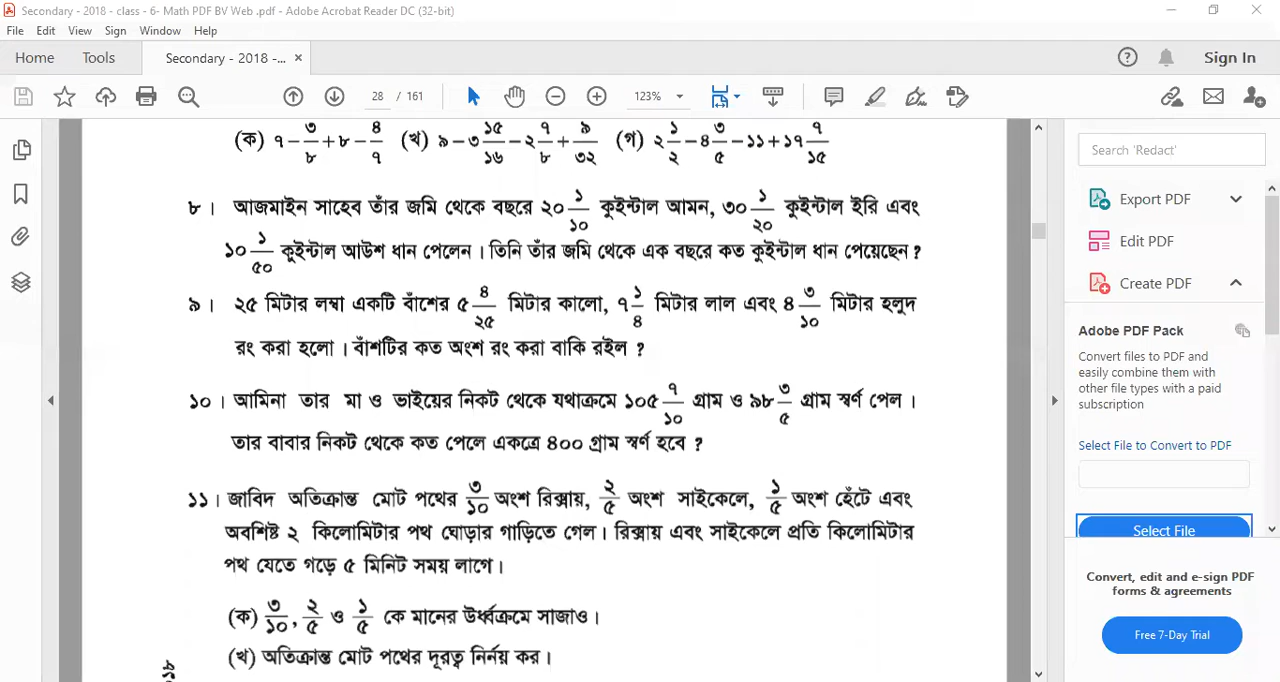 Secondary - 2018 - class - 6- Math PDF BV Web .pdf - Adobe Acrobat Reader DC (32-bit)
File Edit View Sign Window Help
Home Tools Secondary - 2018 -... × Sign In
28 / 161 123%
(ক) ৭ − ৩/৮ + ৮ − ৪/৭ (খ) ৯ − ৩ ১৫/১৬ − ২ ৭/৮ + ৯/৩২ (গ) ২ ১/২ − ৪ ৩/৫ − ১১ + ১৭ ৭/১৫
৮। আজমাইন সাহেব তাঁর জমি থেকে বছরে ২০ ১/১০ কুইন্টাল আমন, ৩০ ১/২০ কুইন্টাল ইরি এবং
১০ ১/৫০ কুইন্টাল আউশ ধান পেলেন। তিনি তাঁর জমি থেকে এক বছরে কত কুইন্টাল ধান পেয়েছেন?
৯। ২৫ মিটার লম্বা একটি বাঁশের ৫ ৪/২৫ মিটার কালো, ৭ ১/৪ মিটার লাল এবং ৪ ৩/১০ মিটার হলুদ
রং করা হলো। বাঁশটির কত অংশ রং করা বাকি রইল ?
১০। আমিনা তার মা ও ভাইয়ের নিকট থেকে যথাক্রমে ১০৫ ৭/১০ গ্রাম ও ৯৮ ৩/৫ গ্রাম স্বর্ণ পেল।
তার বাবার নিকট থেকে কত পেলে একত্রে ৪০০ গ্রাম স্বর্ণ হবে ?
১১। জাবিদ অতিক্রান্ত মোট পথের ৩/১০ অংশ রিক্সায়, ২/৫ অংশ সাইকেলে, ১/৫ অংশ হেঁটে এবং
অবশিষ্ট ২ কিলোমিটার পথ ঘোড়ার গাড়িতে গেল। রিক্সায় এবং সাইকেলে প্রতি কিলোমিটার
পথ যেতে গড়ে ৫ মিনিট সময় লাগে।
(ক) ৩/১০, ২/৫ ও ১/৫ কে মানের উর্ধ্বক্রমে সাজাও।
(খ) অতিক্রান্ত মোট পথের দূরত্ব নির্নয় কর।
Search 'Redact'
Export PDF
Edit PDF
Create PDF
Adobe PDF Pack
Convert files to PDF and
easily combine them with
other file types with a paid
subscription
Select File to Convert to PDF
Select File
Convert, edit and e-sign PDF
forms & agreements
Free 7-Day Trial